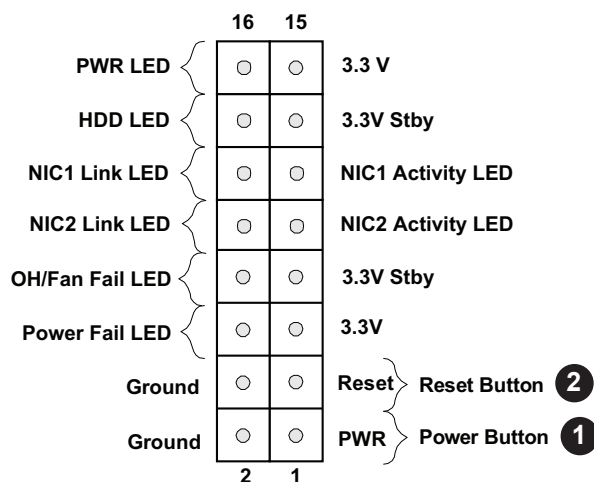 16 15
PWR LED 3.3 V
HDD LED 3.3V Stby
NIC1 Link LED NIC1 Activity LED
NIC2 Link LED NIC2 Activity LED
OH/Fan Fail LED 3.3V Stby
Power Fail LED 3.3V
Ground Reset Reset Button 2
Ground PWR Power Button 1
2 1